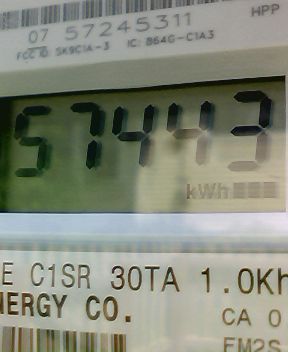 HPP
07 57245311
FCC ID: SK9C1A-3 IC: 864G-C1A3
57443
kWh
E C1SR 30TA 1.0Kh
NERGY CO.
CA 0
FM2S